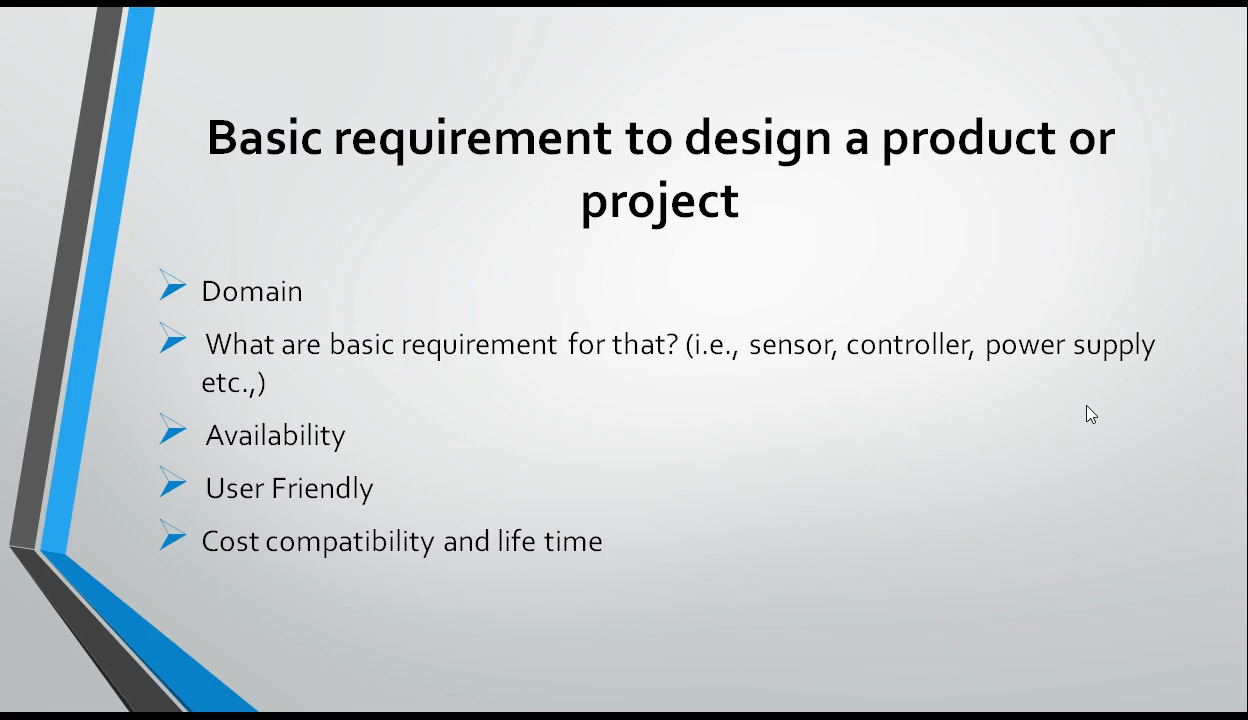 Basic requirement to design a product or
project
Domain
What are basic requirement for that? (i.e., sensor, controller, power supply
etc.,)
Availability
User Friendly
Cost compatibility and life time